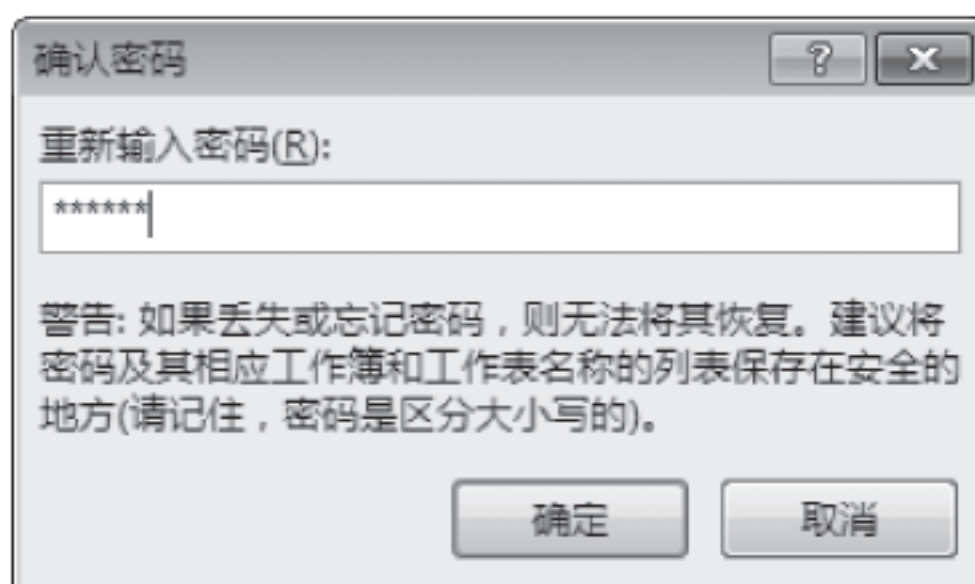 确认密码
重新输入密码(R):
******
警告: 如果丢失或忘记密码，则无法将其恢复。建议将
密码及其相应工作簿和工作表名称的列表保存在安全的
地方(请记住，密码是区分大小写的)。
确定 取消